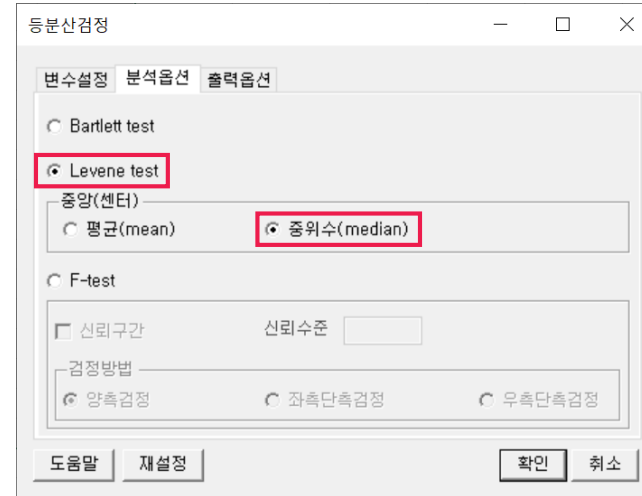 등분산검정
변수설정 분석옵션 출력옵션
Bartlett test
Levene test
중앙(센터)
평균(mean) 중위수(median)
F-test
신뢰구간 신뢰수준
검정방법
양측검정 좌측단측검정 우측단측검정
도움말 재설정 확인 취소